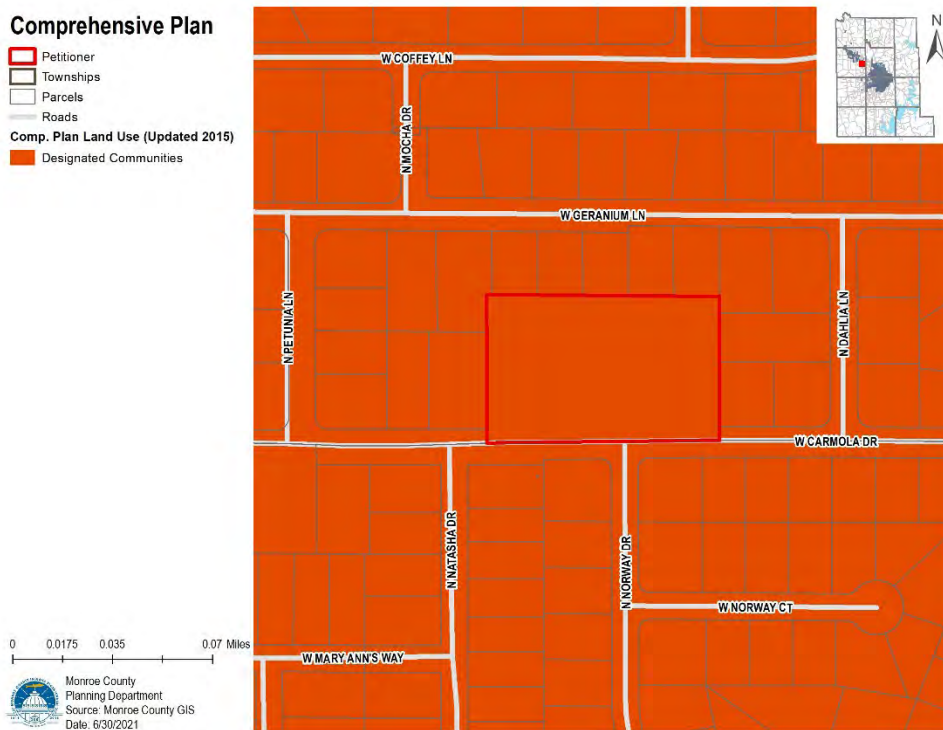 Comprehensive Plan
Petitioner
Townships
Parcels
Roads
Comp. Plan Land Use (Updated 2015)
Designated Communities
N
W COFFEY LN
N MOCHA DR
W GERANIUM LN
N PETUNIA LN
N DAHLIA LN
W CARMOLA DR
N NATASHA DR
N NORWAY DR
W NORWAY CT
W MARY ANN'S WAY
0 0.0175 0.035 0.07 Miles
Monroe County
Planning Department
Source: Monroe County GIS
Date: 6/30/2021